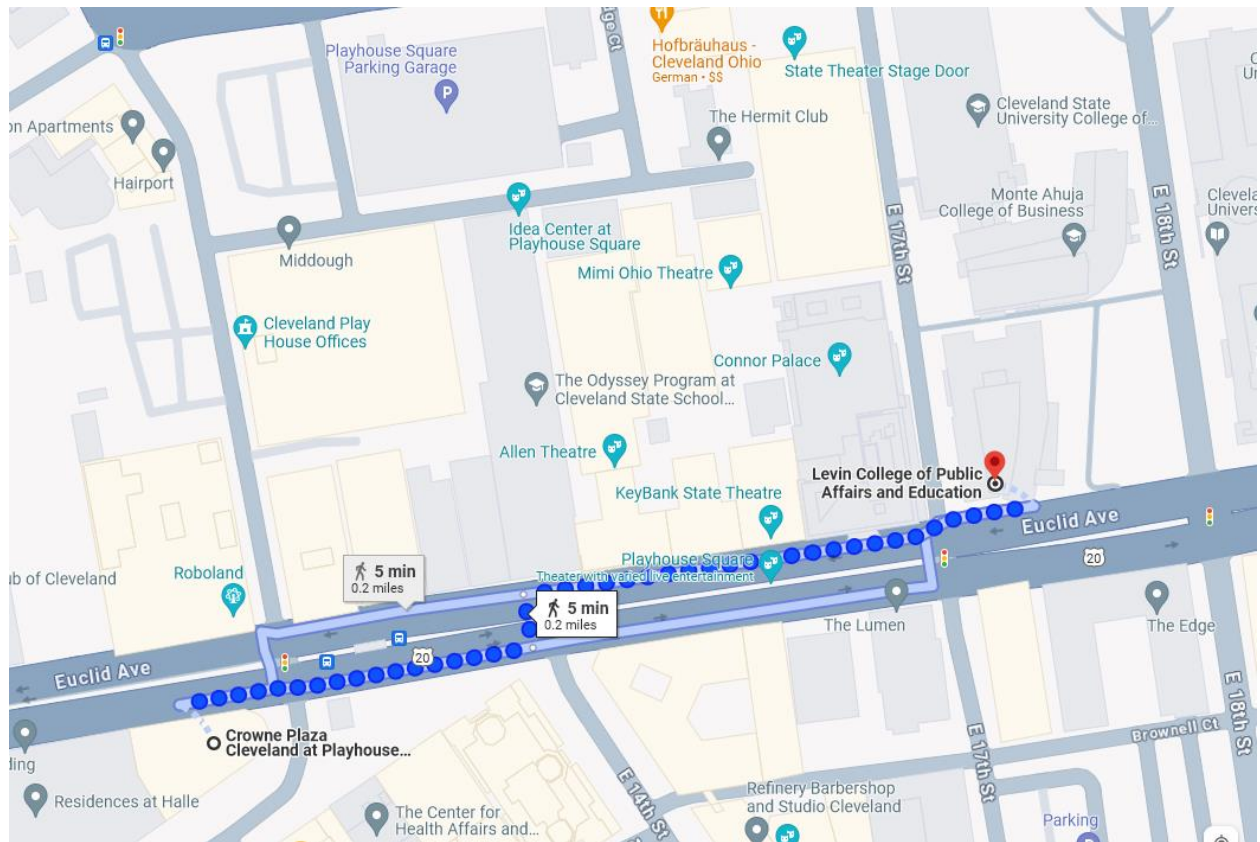 Playhouse Square
Parking Garage
P
Hofbräuhaus -
Cleveland Ohio
German • $$
State Theater Stage Door
The Hermit Club
Cleveland State
University College of...
on Apartments
Hairport
Monte Ahuja
College of Business
E 17th St
E 18th St
Idea Center at
Playhouse Square
Middough
Mimi Ohio Theatre
Cleveland Play
House Offices
Connor Palace
The Odyssey Program at
Cleveland State School...
Allen Theatre
Levin College of Public
Affairs and Education
KeyBank State Theatre
Euclid Ave
20
Playhouse Square
Theater with varied live entertainment
ub of Cleveland
Roboland
5 min
0.2 miles
5 min
0.2 miles
The Lumen
The Edge
20
Euclid Ave
Crowne Plaza
Cleveland at Playhouse...
E 18th St
Brownell Ct
E 17th St
E 14th St
ding
Residences at Halle
The Center for
Health Affairs and...
Refinery Barbershop
and Studio Cleveland
Parking